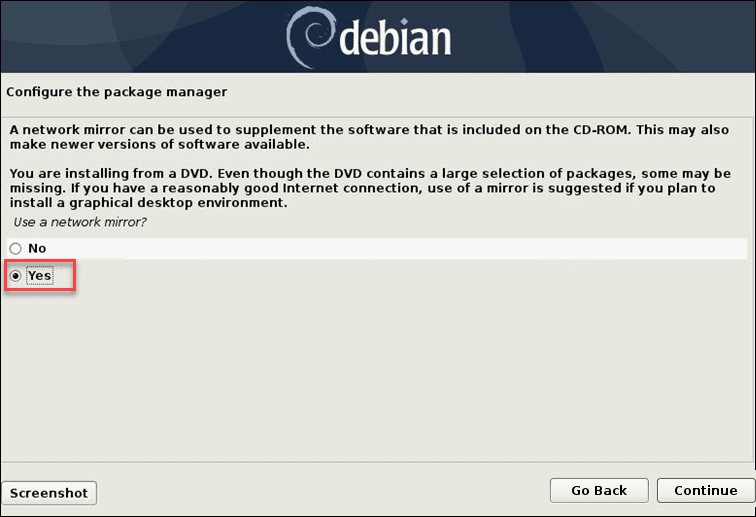 debian
Configure the package manager
A network mirror can be used to supplement the software that is included on the CD-ROM. This may also
make newer versions of software available.
You are installing from a DVD. Even though the DVD contains a large selection of packages, some may be
missing. If you have a reasonably good Internet connection, use of a mirror is suggested if you plan to
install a graphical desktop environment.
Use a network mirror?
No
Yes
Screenshot
Go Back
Continue